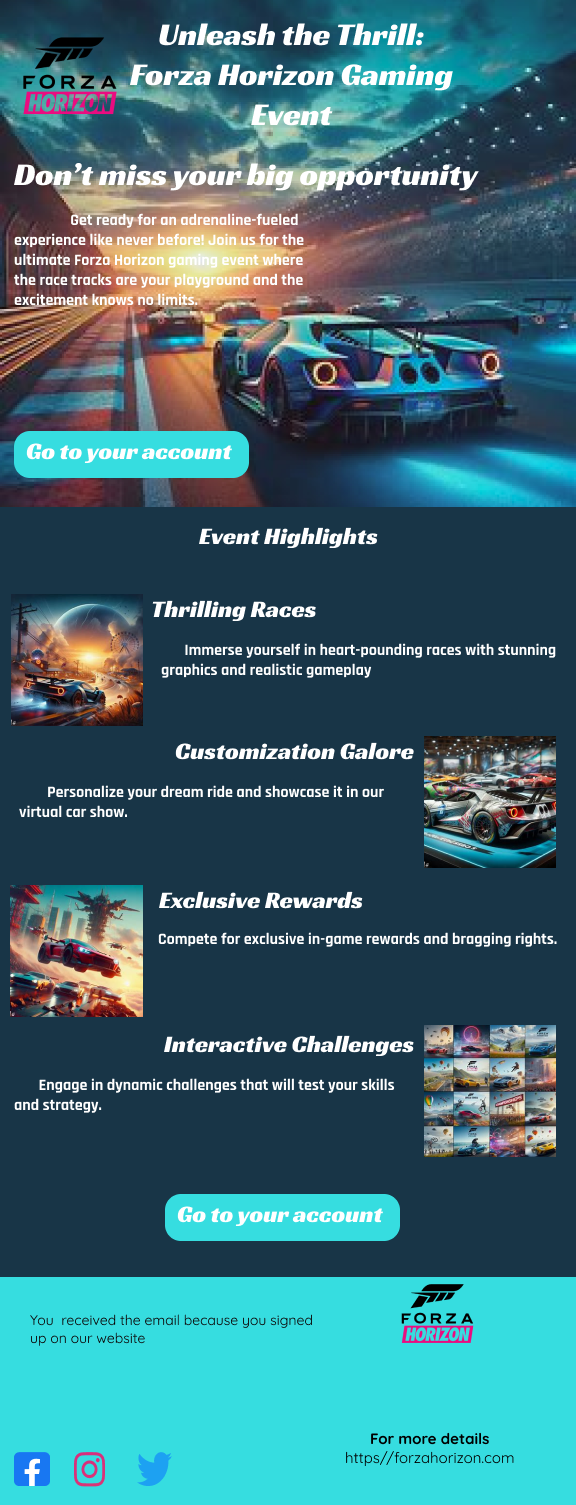 Unleash the Thrill:
Forza Horizon Gaming
Event
FORZA
HORIZON
Don't miss your big opportunity
Get ready for an adrenaline-fueled
experience like never before! Join us for the
ultimate Forza Horizon gaming event where
the race tracks are your playground and the
excitement knows no limits.
Go to your account
Event Highlights
Thrilling Races
Immerse yourself in heart-pounding races with stunning
graphics and realistic gameplay
Customization Galore
Personalize your dream ride and showcase it in our
virtual car show.
Exclusive Rewards
Compete for exclusive in-game rewards and bragging rights.
Interactive Challenges
Engage in dynamic challenges that will test your skills
and strategy.
Go to your account
You  received the email because you signed
up on our website
FORZA
HORIZON
For more details
https//forzahorizon.com